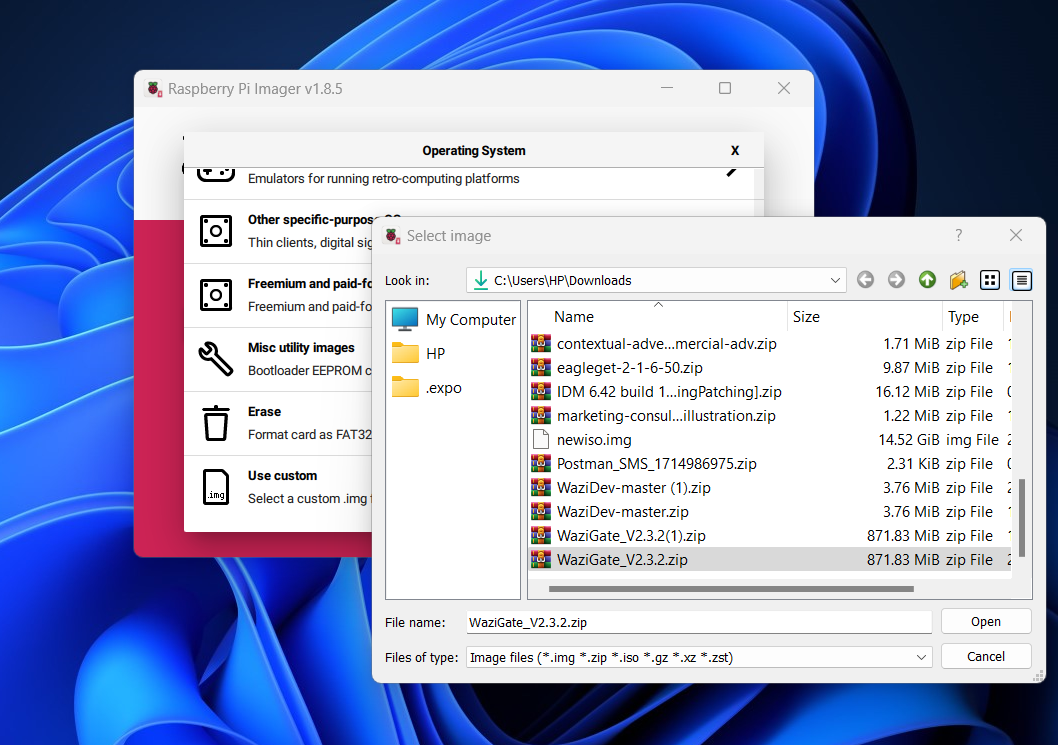 Raspberry Pi Imager v1.8.5
Operating System
X
Emulators for running retro-computing platforms
Other specific-purpose OS
Thin clients, digital sig
Freemium and paid-fo
Freemium and paid-fo
Misc utility images
Bootloader EEPROM c
Erase
Format card as FAT32
Use custom
.img
Select a custom .img f
Select image
?
Look in:
C:\Users\HP\Downloads
My Computer
HP
.expo
Name Size Type
contextual-adve...mercial-adv.zip 1.71 MiB zip File
eagleget-2-1-6-50.zip 9.87 MiB zip File
IDM 6.42 build 1...ingPatching].zip 16.12 MiB zip File
marketing-consul...illustration.zip 1.22 MiB zip File
newiso.img 14.52 GiB img File
Postman_SMS_1714986975.zip 2.31 KiB zip File
WaziDev-master (1).zip 3.76 MiB zip File
WaziDev-master.zip 3.76 MiB zip File
WaziGate_V2.3.2(1).zip 871.83 MiB zip File
WaziGate_V2.3.2.zip 871.83 MiB zip File
File name: WaziGate_V2.3.2.zip
Open
Files of type: Image files (*.img *.zip *.iso *.gz *.xz *.zst)
Cancel